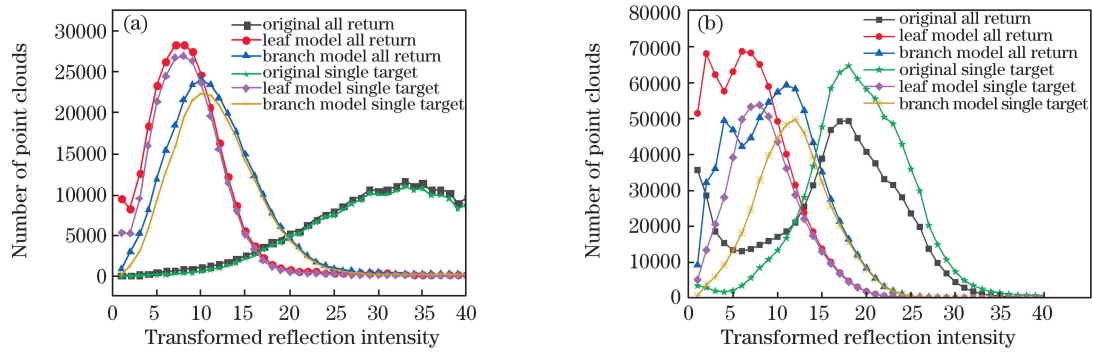 (a)
original all return
leaf model all return
branch model all return
original single target
leaf model single target
branch model single target
30000
25000
20000
15000
10000
5000
0
0 5 10 15 20 25 30 35 40
Number of point clouds
Transformed reflection intensity
(b)
original all return
leaf model all return
branch model all return
original single target
leaf model single target
branch model single target
80000
70000
60000
50000
40000
30000
20000
10000
0
0 5 10 15 20 25 30 35 40
Number of point clouds
Transformed reflection intensity